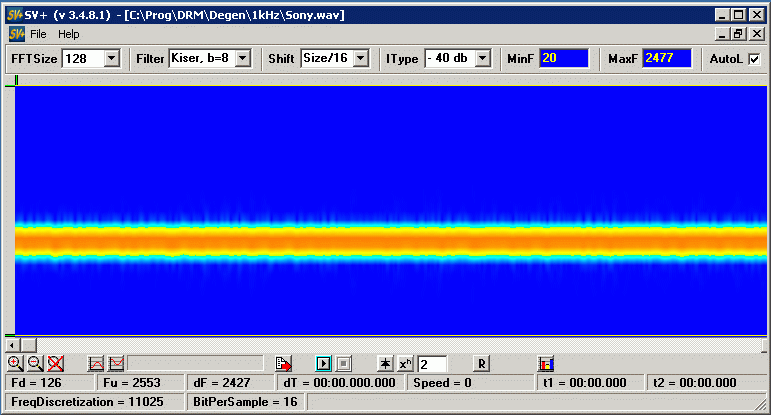 SV+ (v 3.4.8.1) - [C:\Prog\DRM\Degen\1kHz\Sony.wav]
SV+ File Help
FFTSize 128 Filter Kiser, b=8 Shift Size/16 IType - 40 db MinF 20 MaxF 2477 AutoL
xⁿ 2 R
Fd = 126 Fu = 2553 dF = 2427 dT = 00:00.000.000 Speed = 0 t1 = 00:00.000 t2 = 00:00.000
FreqDiscretization = 11025 BitPerSample = 16